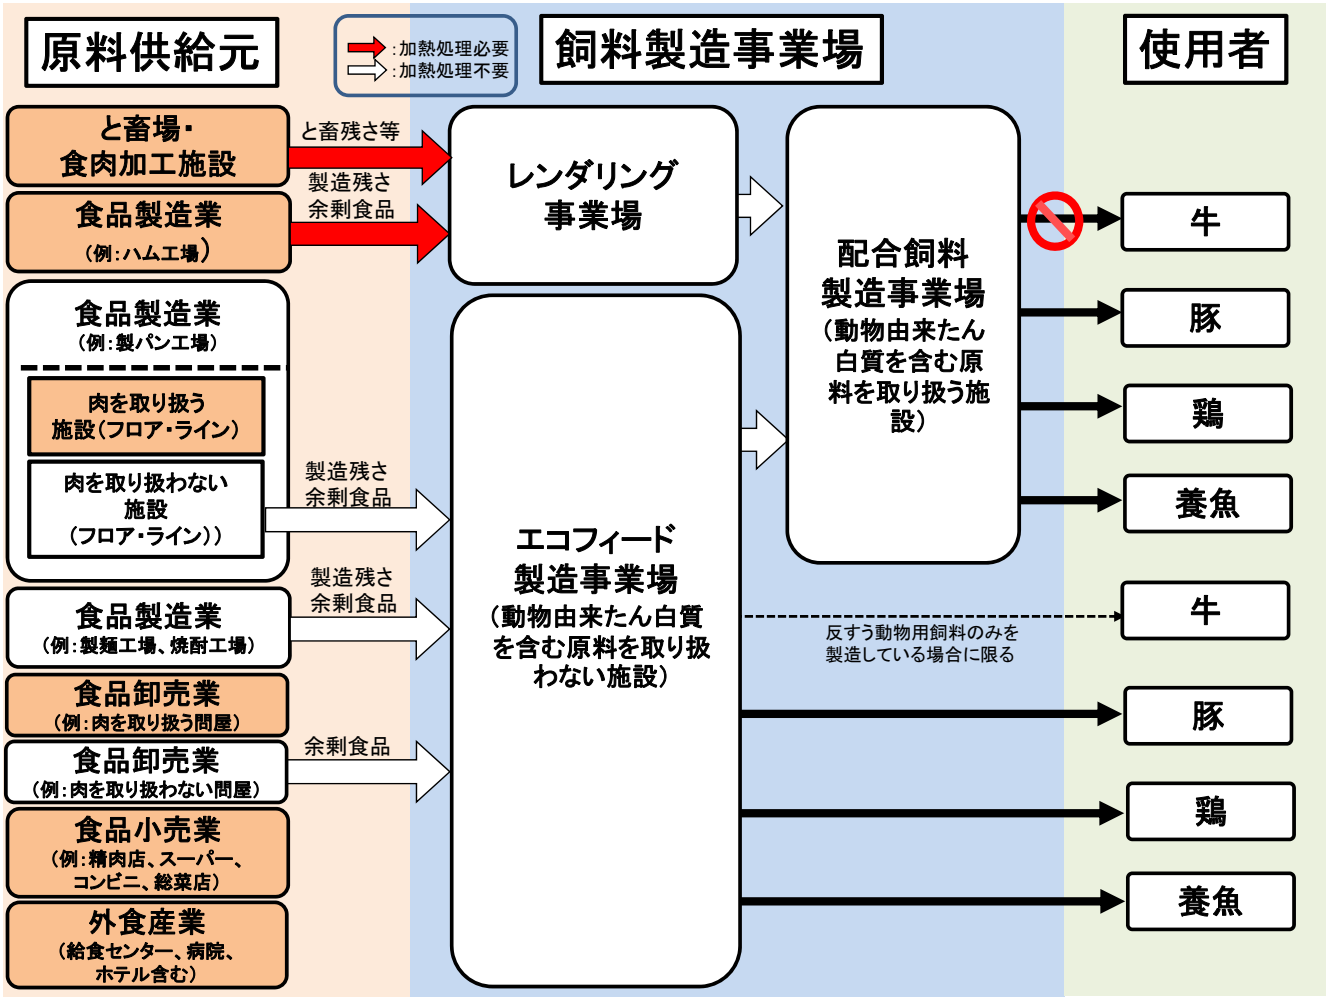 原料供給元
:加熱処理必要
:加熱処理不要
飼料製造事業場
使用者
と畜場・
食肉加工施設
と畜残さ等
食品製造業
(例:ハム工場)
製造残さ
余剰食品
食品製造業
(例:製パン工場)
肉を取り扱う
施設(フロア・ライン)
肉を取り扱わない
施設
(フロア・ライン))
製造残さ
余剰食品
食品製造業
(例:製麺工場、焼酎工場)
製造残さ
余剰食品
食品卸売業
(例:肉を取り扱う問屋)
食品卸売業
(例:肉を取り扱わない問屋)
余剰食品
食品小売業
(例:精肉店、スーパー、
コンビニ、総菜店)
外食産業
(給食センター、病院、
ホテル含む)
レンダリング
事業場
エコフィード
製造事業場
(動物由来たん白質
を含む原料を取り扱
わない施設)
配合飼料
製造事業場
(動物由来たん
白質を含む原
料を取り扱う施
設)
反すう動物用飼料のみを
製造している場合に限る
牛
豚
鶏
養魚
牛
豚
鶏
養魚